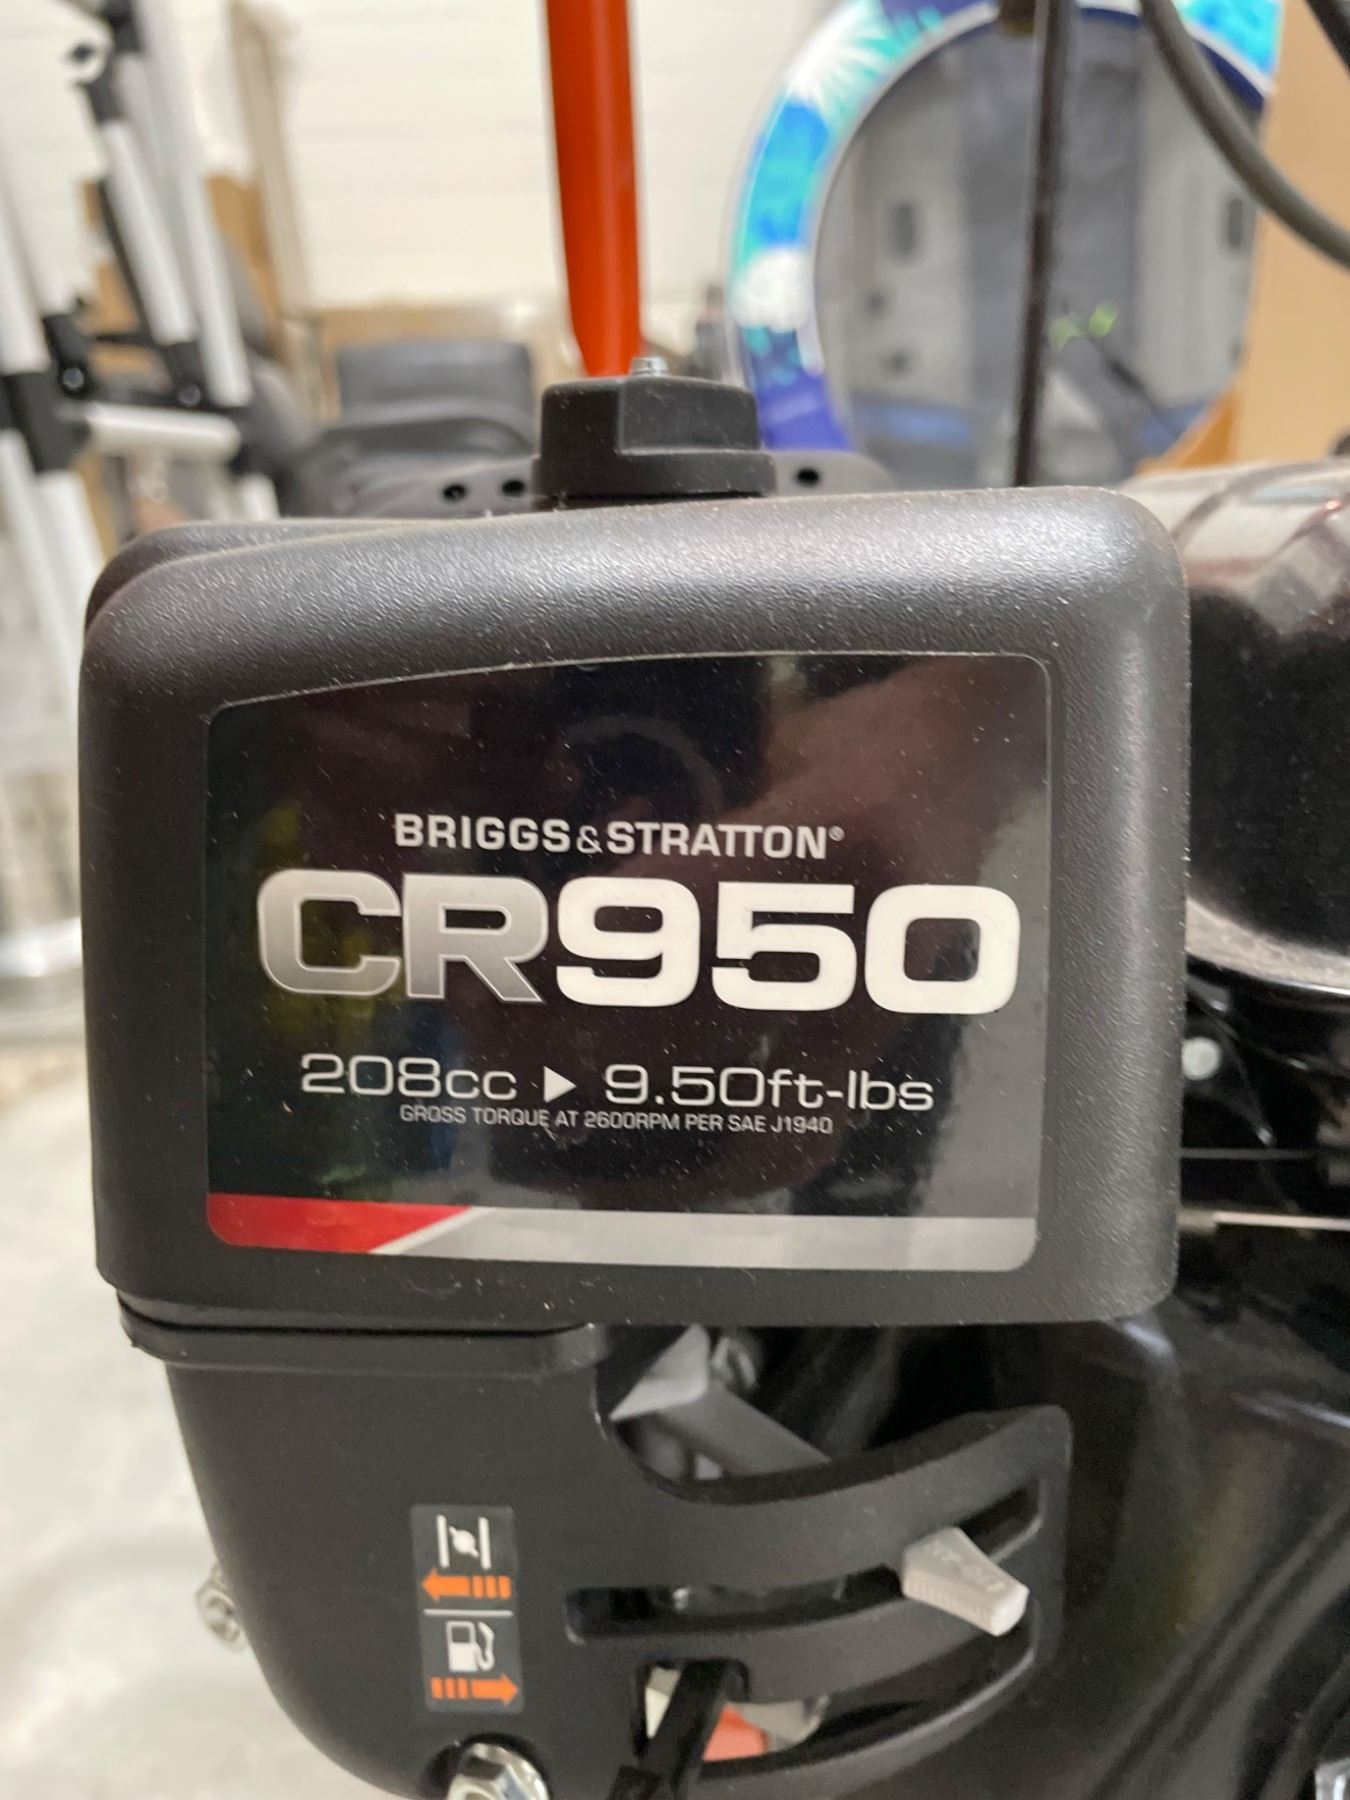 BRIGGS&STRATTON®
CR950
208cc ▶ 9.50ft-lbs
GROSS TORQUE AT 2600RPM PER SAE J1940